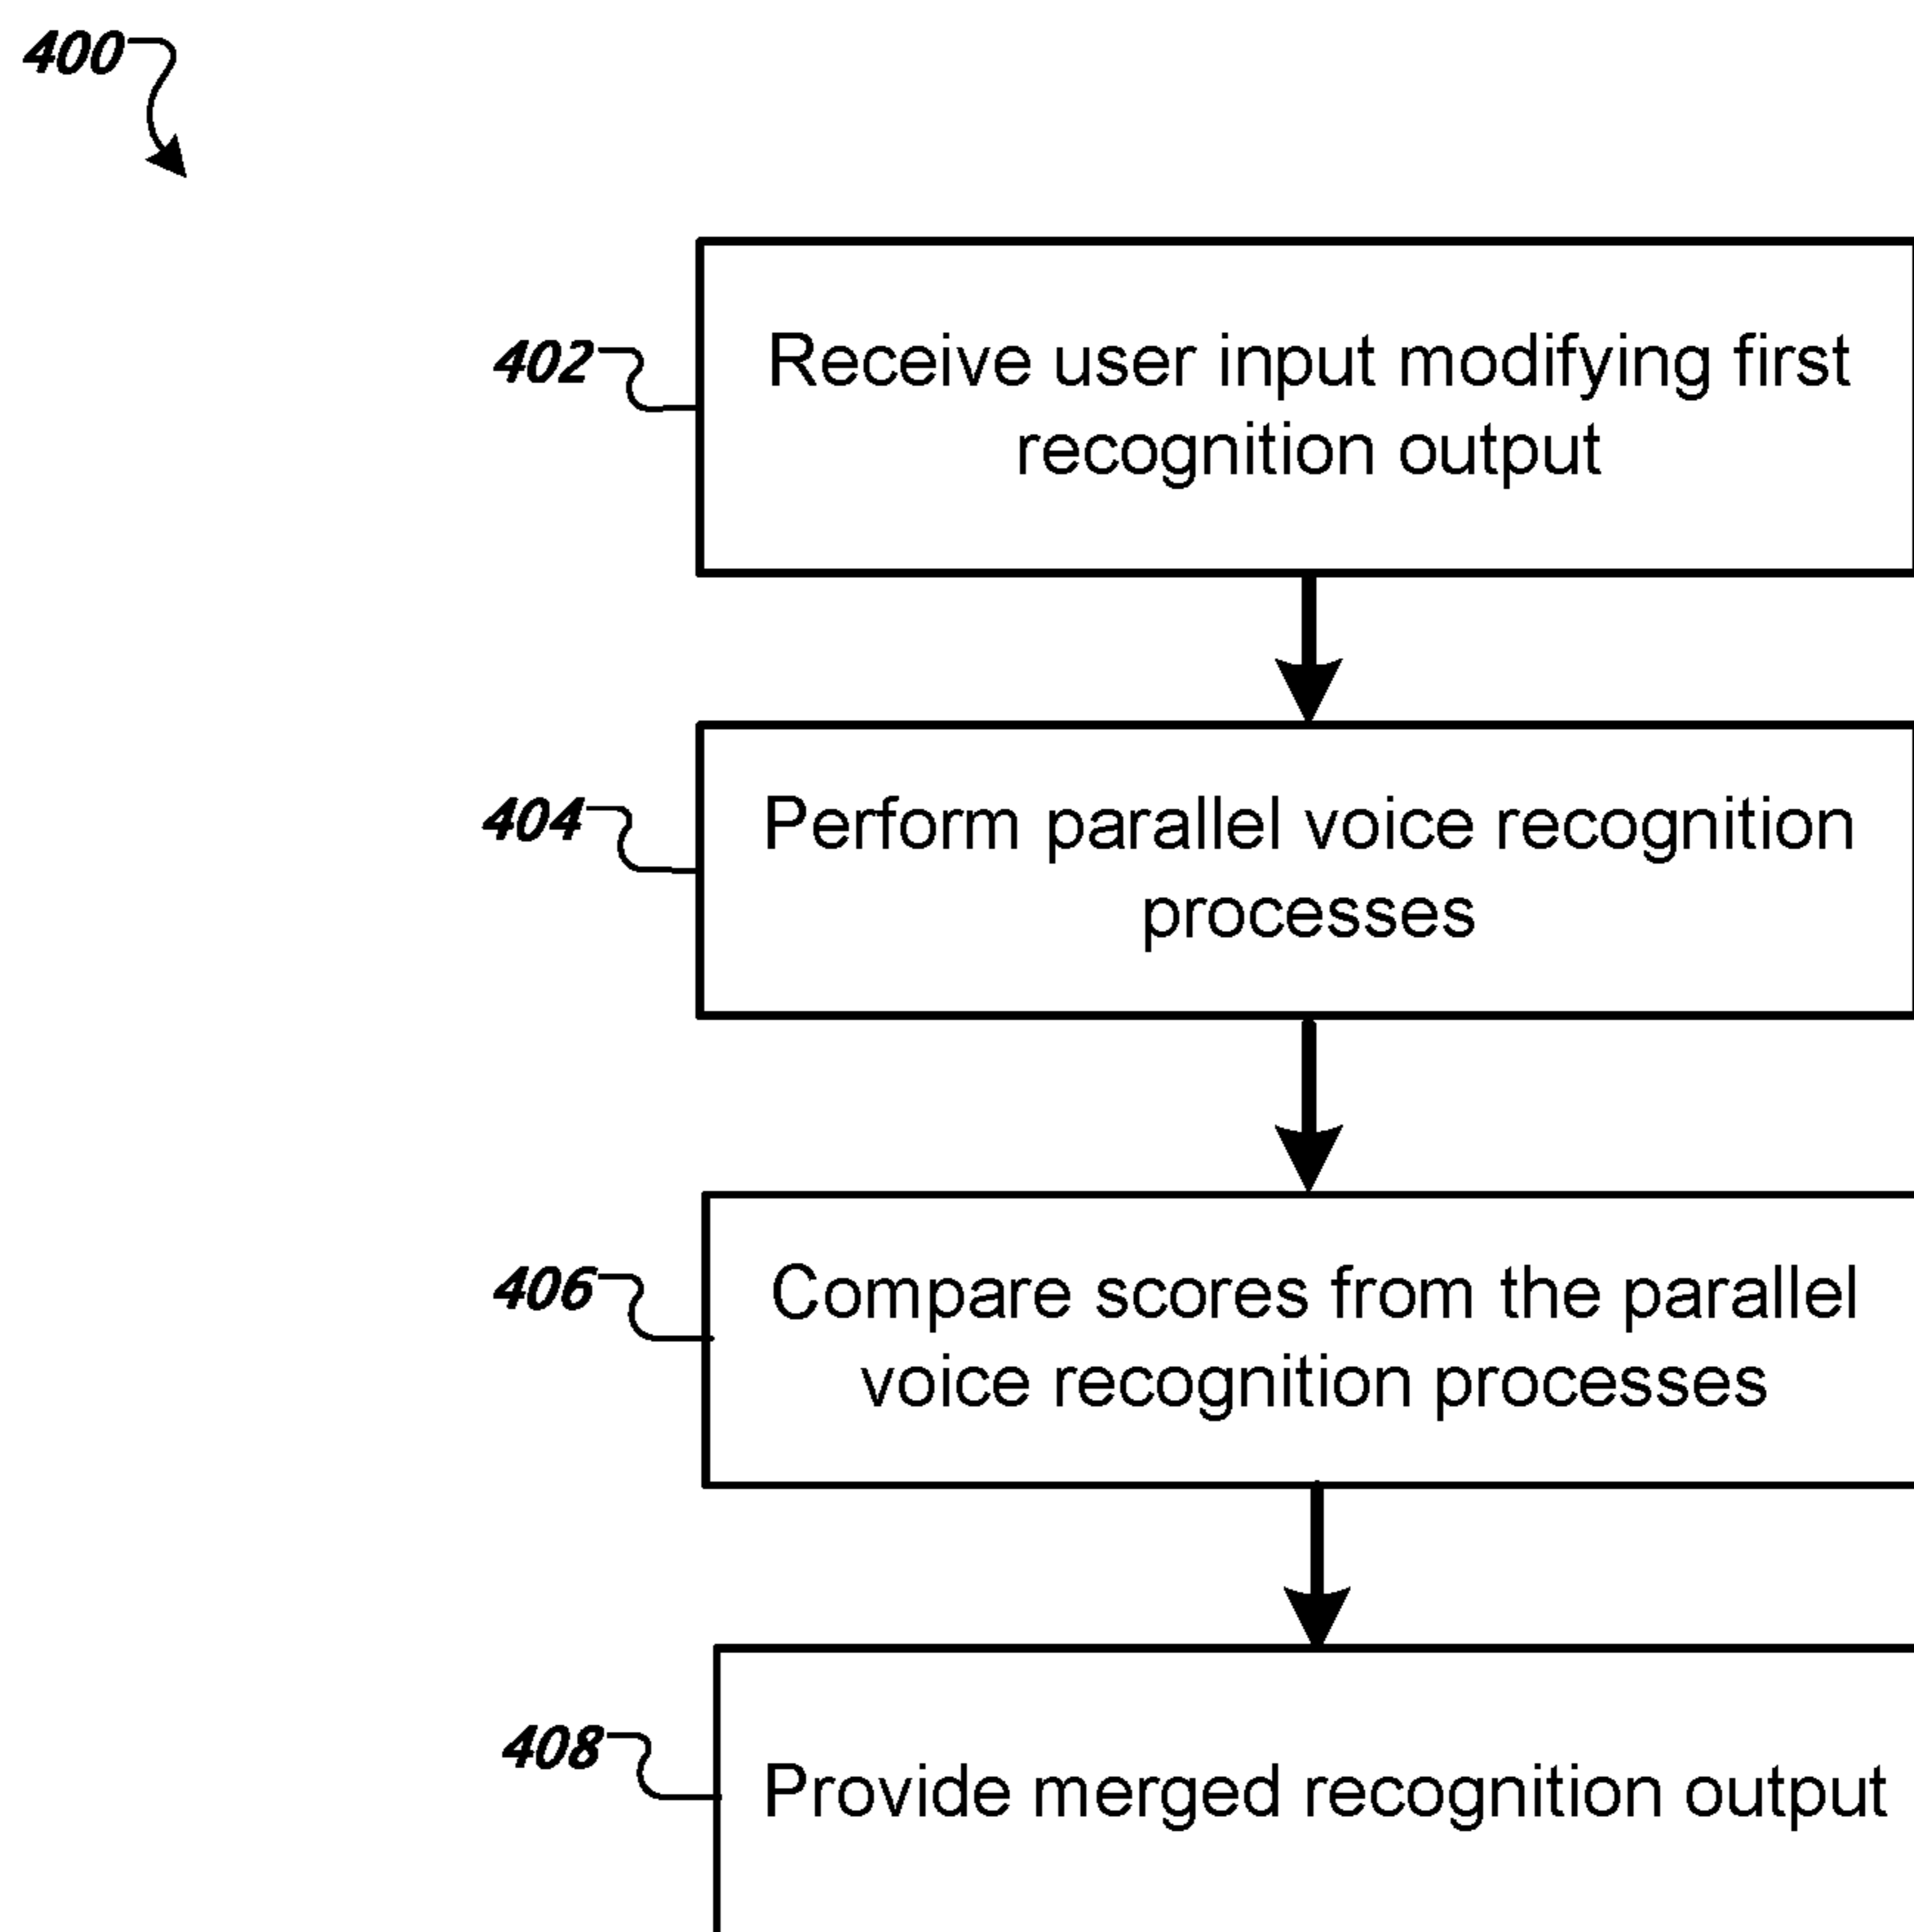 400
402
Receive user input modifying first
recognition output
404
Perform parallel voice recognition
processes
406
Compare scores from the parallel
voice recognition processes
408
Provide merged recognition output